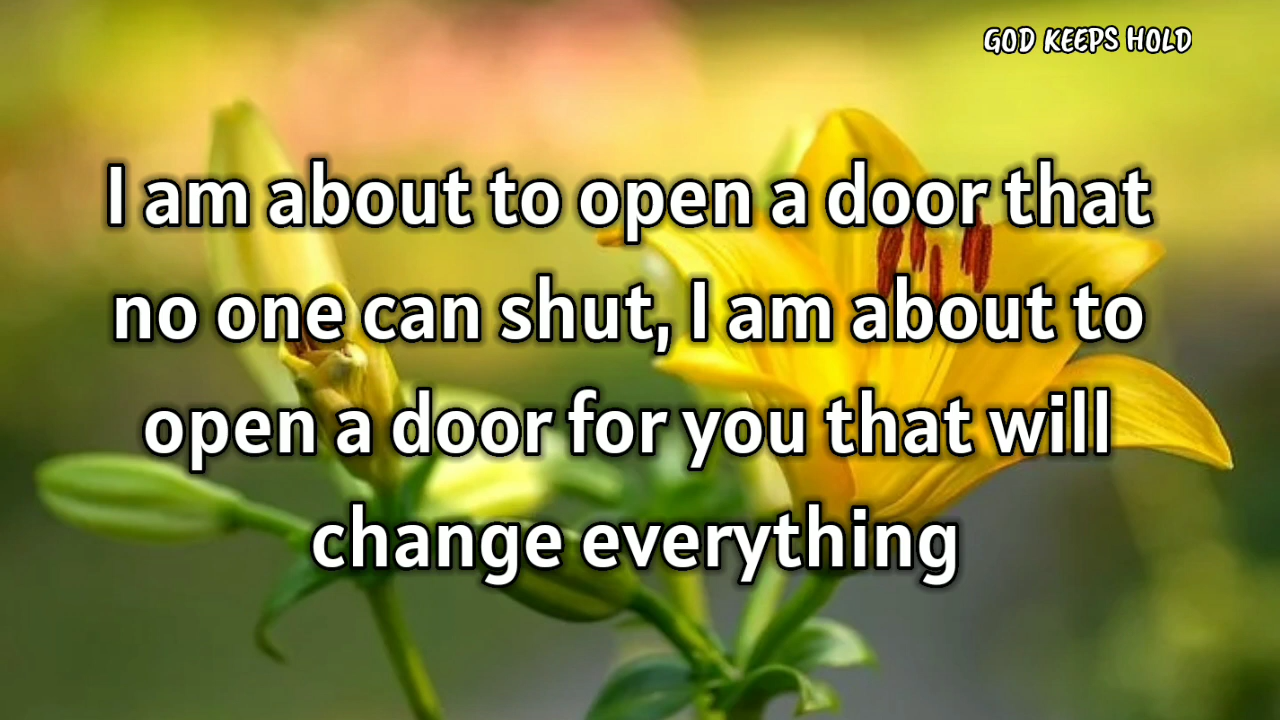 GOD KEEPS HOLD
I am about to open a door that
no one can shut, I am about to
open a door for you that will
change everything